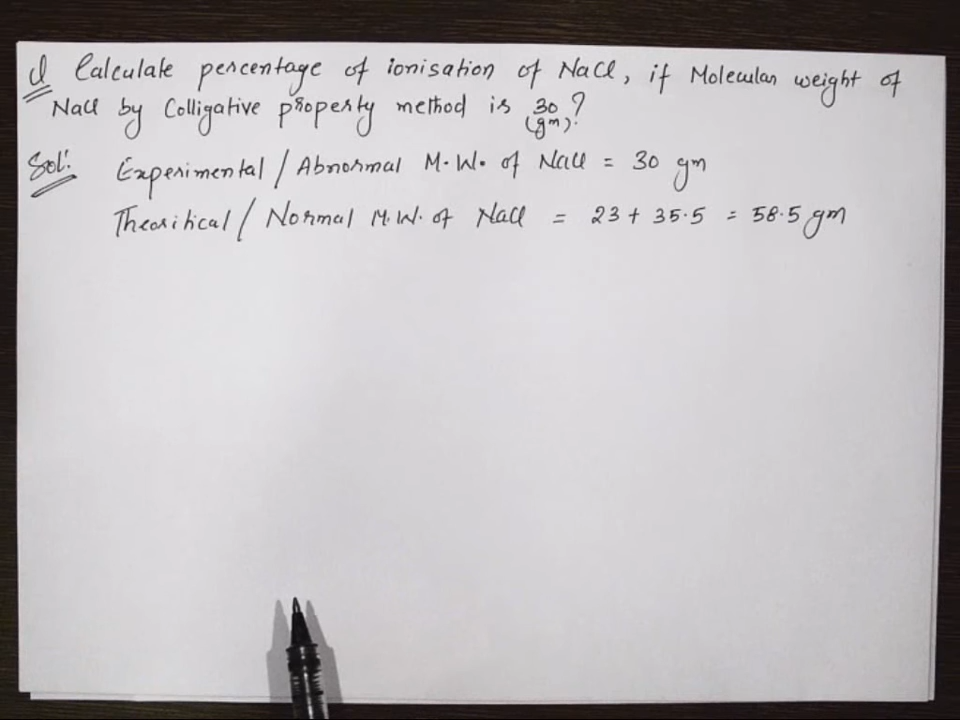 Q Calculate percentage of ionisation of NaCl, if Molecular weight of
NaCl by Colligative property method is 30 ?
(gm)
Sol: Experimental / Abnormal M.W. of NaCl = 30 gm
Theoritical / Normal M.W. of NaCl = 23 + 35.5 = 58.5 gm